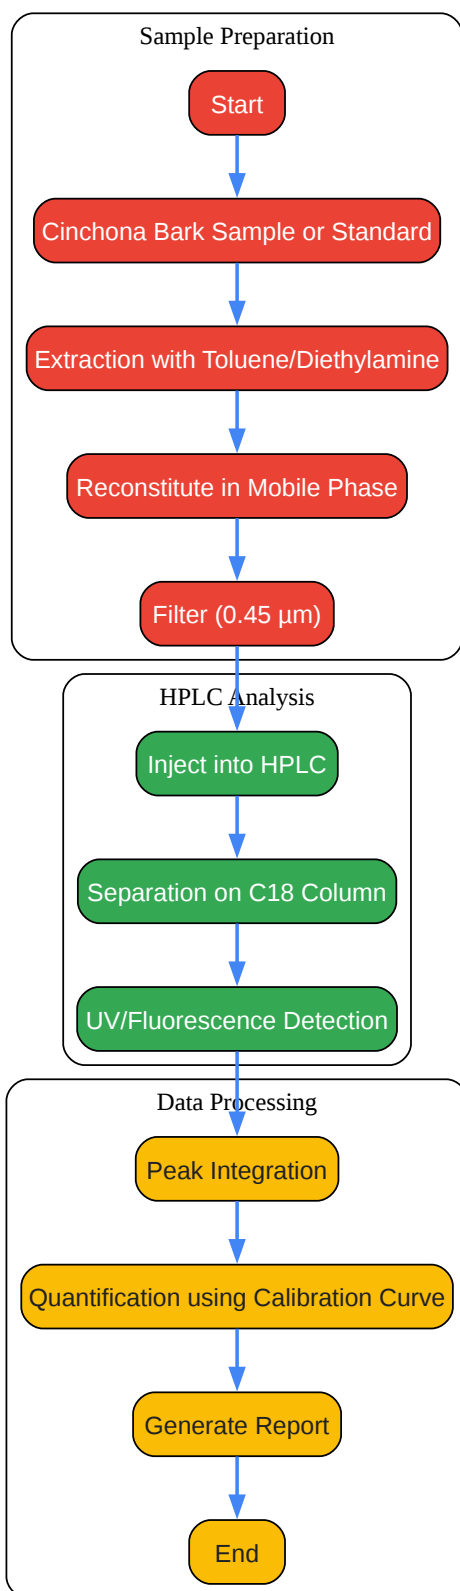 Sample Preparation
Start
Cinchona Bark Sample or Standard
Extraction with Toluene/Diethylamine
Reconstitute in Mobile Phase
Filter (0.45 µm)
HPLC Analysis
Inject into HPLC
Separation on C18 Column
UV/Fluorescence Detection
Data Processing
Peak Integration
Quantification using Calibration Curve
Generate Report
End